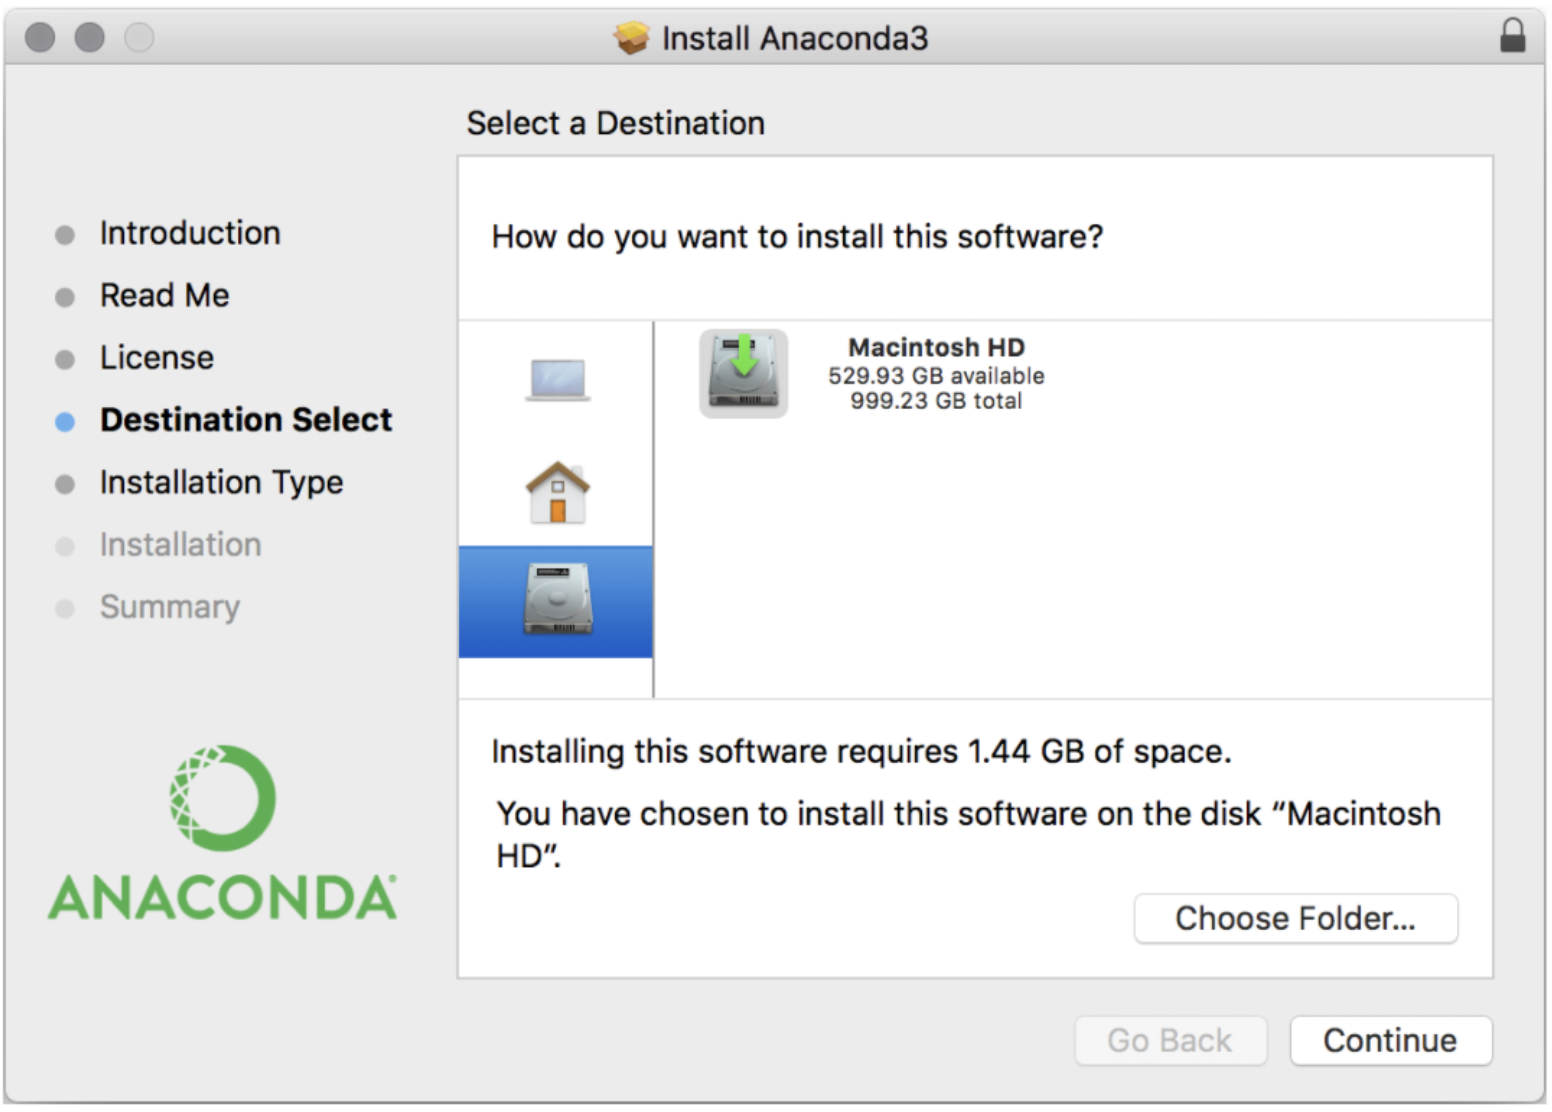 Install Anaconda3
Select a Destination
Introduction
Read Me
License
Destination Select
Installation Type
Installation
Summary
ANACONDA
How do you want to install this software?
Macintosh HD
529.93 GB available
999.23 GB total
Installing this software requires 1.44 GB of space.
You have chosen to install this software on the disk “Macintosh
HD”.
Choose Folder...
Go Back
Continue